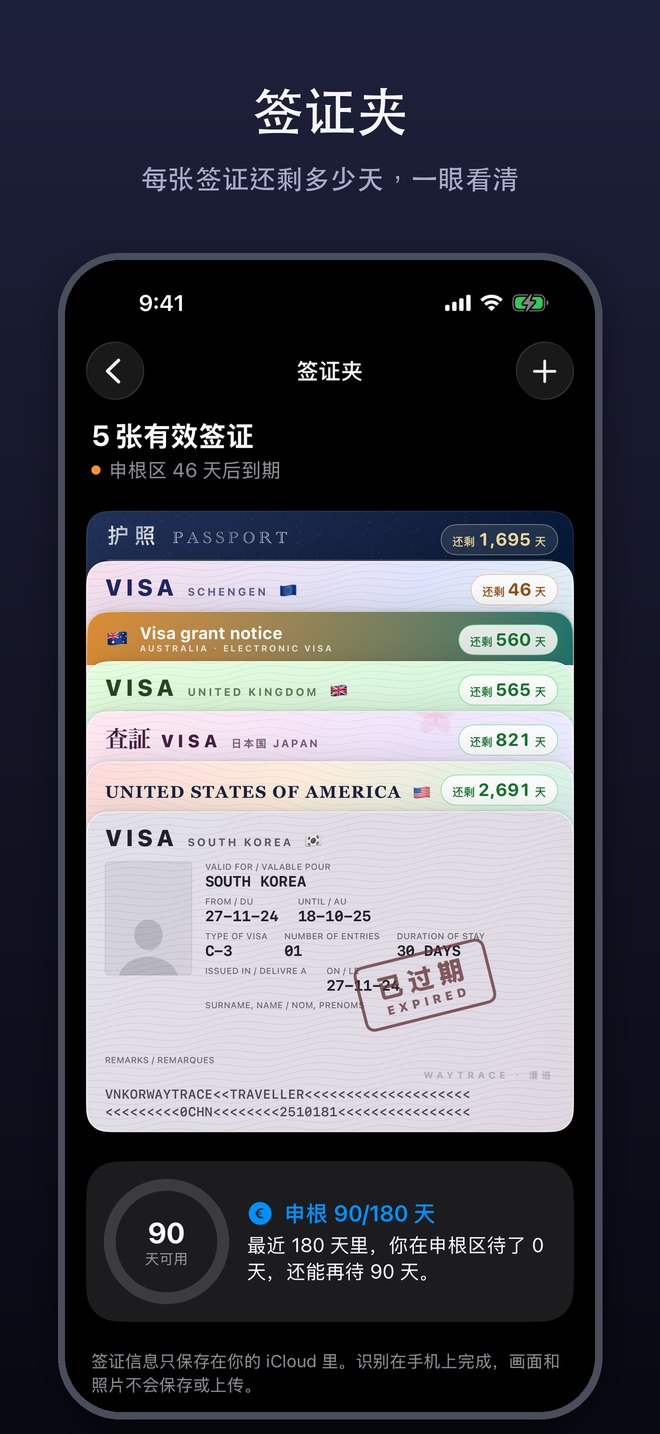 签证夹
每张签证还剩多少天，一眼看清
9:41
签证夹
5 张有效签证
申根区 46 天后到期
护照 PASSPORT 还剩 1,695 天
VISA SCHENGEN 还剩 46 天
Visa grant notice
AUSTRALIA · ELECTRONIC VISA
还剩 560 天
VISA UNITED KINGDOM 还剩 565 天
査証 VISA 日本国 JAPAN 还剩 821 天
UNITED STATES OF AMERICA 还剩 2,691 天
VISA SOUTH KOREA
VALID FOR / VALABLE POUR
SOUTH KOREA
FROM / DU UNTIL / AU
27-11-24 18-10-25
TYPE OF VISA NUMBER OF ENTRIES DURATION OF STAY
C-3 01 30 DAYS
ISSUED IN / DELIVRE A ON / LE
27-11-24
已过期
EXPIRED
SURNAME, NAME / NOM, PRENOMS
REMARKS / REMARQUES
WAYTRACE · 漫迹
VNKORWAYTRACE<<TRAVELLER<<<<<<<<<<<<<<<<<<<
<<<<<<<<<0CHN<<<<<<<<2510181<<<<<<<<<<<<<<<<
90
天可用
€ 申根 90/180 天
最近 180 天里，你在申根区待了 0
天，还能再待 90 天。
签证信息只保存在你的 iCloud 里。识别在手机上完成，画面和
照片不会保存或上传。